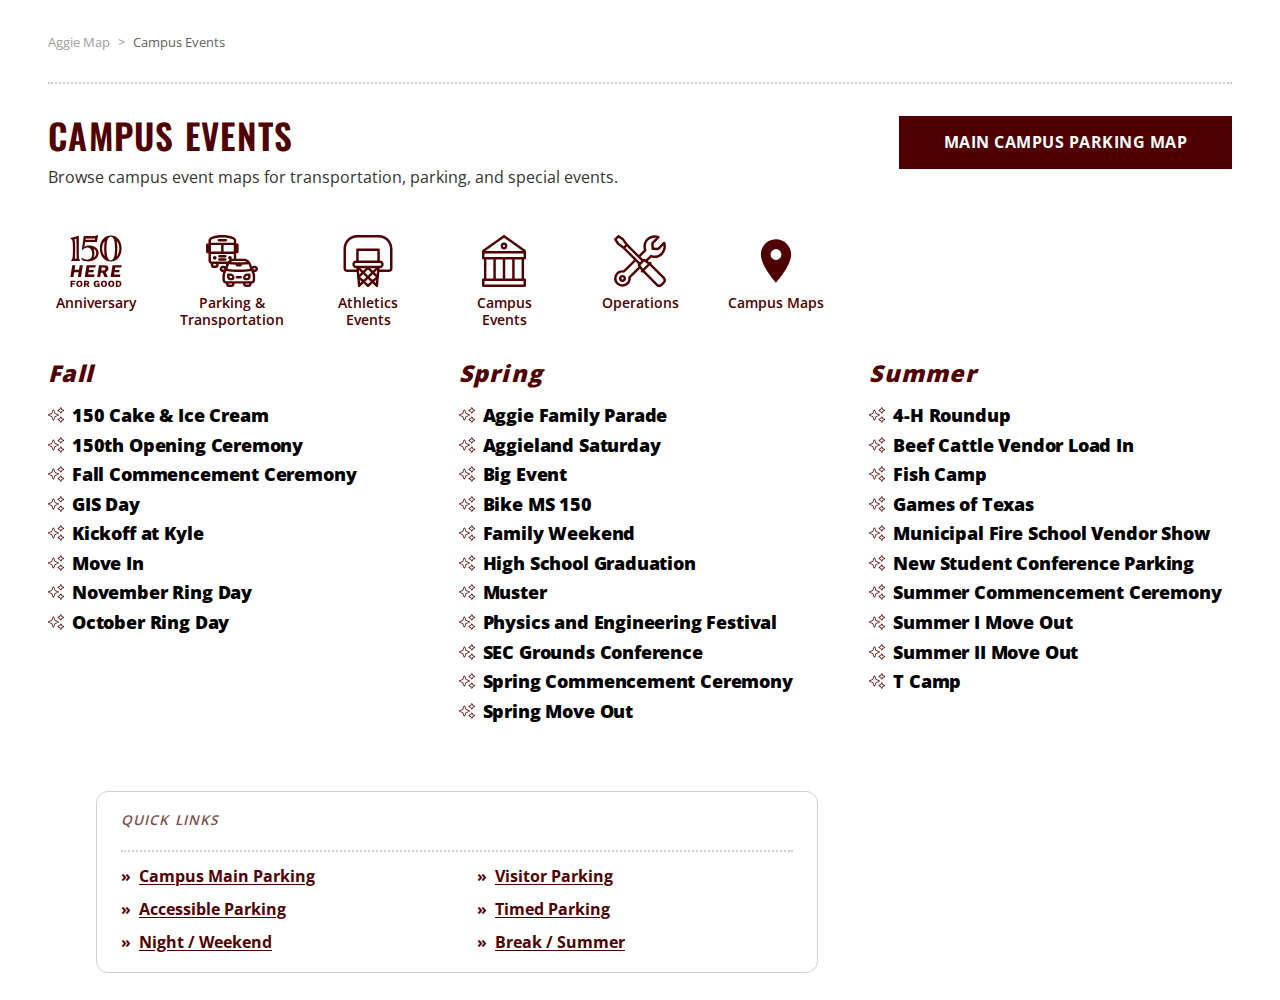 Aggie Map > Campus Events
CAMPUS EVENTS
MAIN CAMPUS PARKING MAP
Browse campus event maps for transportation, parking, and special events.
150
HERE
FOR GOOD
Anniversary
Parking &
Transportation
Athletics
Events
Campus
Events
Operations
Campus Maps
Fall
150 Cake & Ice Cream
150th Opening Ceremony
Fall Commencement Ceremony
GIS Day
Kickoff at Kyle
Move In
November Ring Day
October Ring Day
Spring
Aggie Family Parade
Aggieland Saturday
Big Event
Bike MS 150
Family Weekend
High School Graduation
Muster
Physics and Engineering Festival
SEC Grounds Conference
Spring Commencement Ceremony
Spring Move Out
Summer
4-H Roundup
Beef Cattle Vendor Load In
Fish Camp
Games of Texas
Municipal Fire School Vendor Show
New Student Conference Parking
Summer Commencement Ceremony
Summer I Move Out
Summer II Move Out
T Camp
QUICK LINKS
» Campus Main Parking
» Visitor Parking
» Accessible Parking
» Timed Parking
» Night / Weekend
» Break / Summer